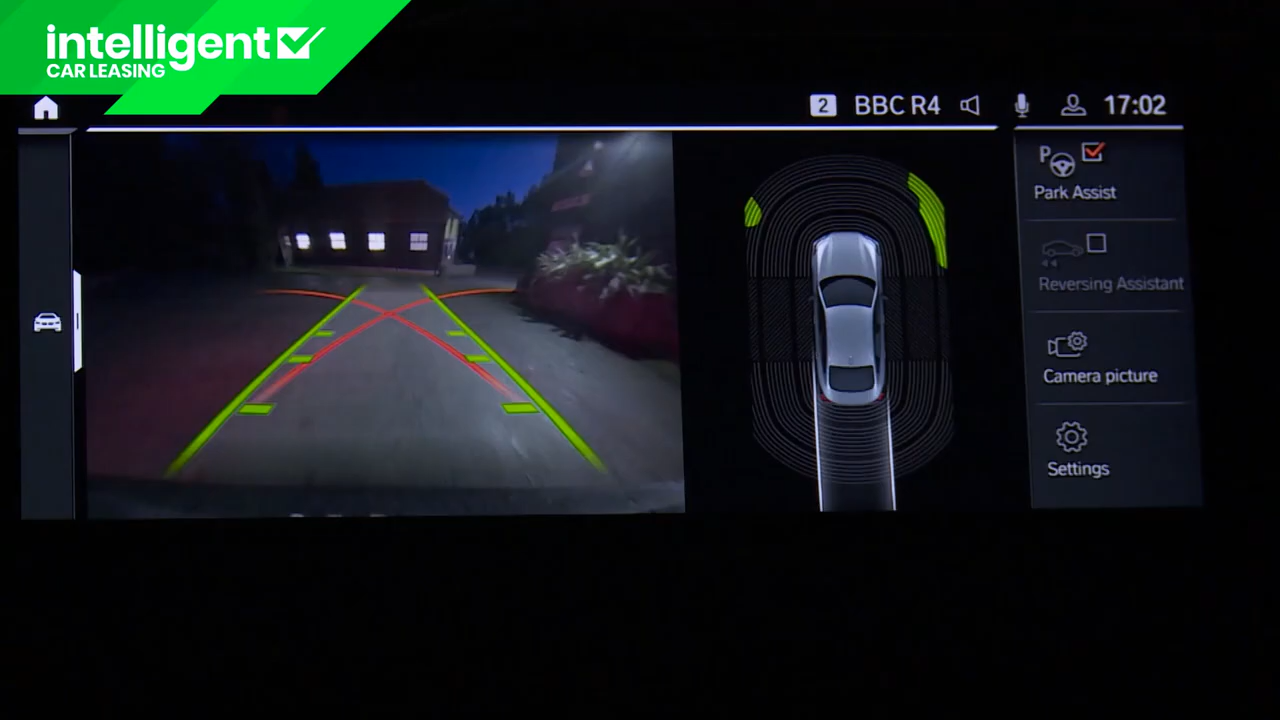 intelligent
CAR LEASING
2 BBC R4 17:02
P
Park Assist
Reversing Assistant
Camera picture
Settings